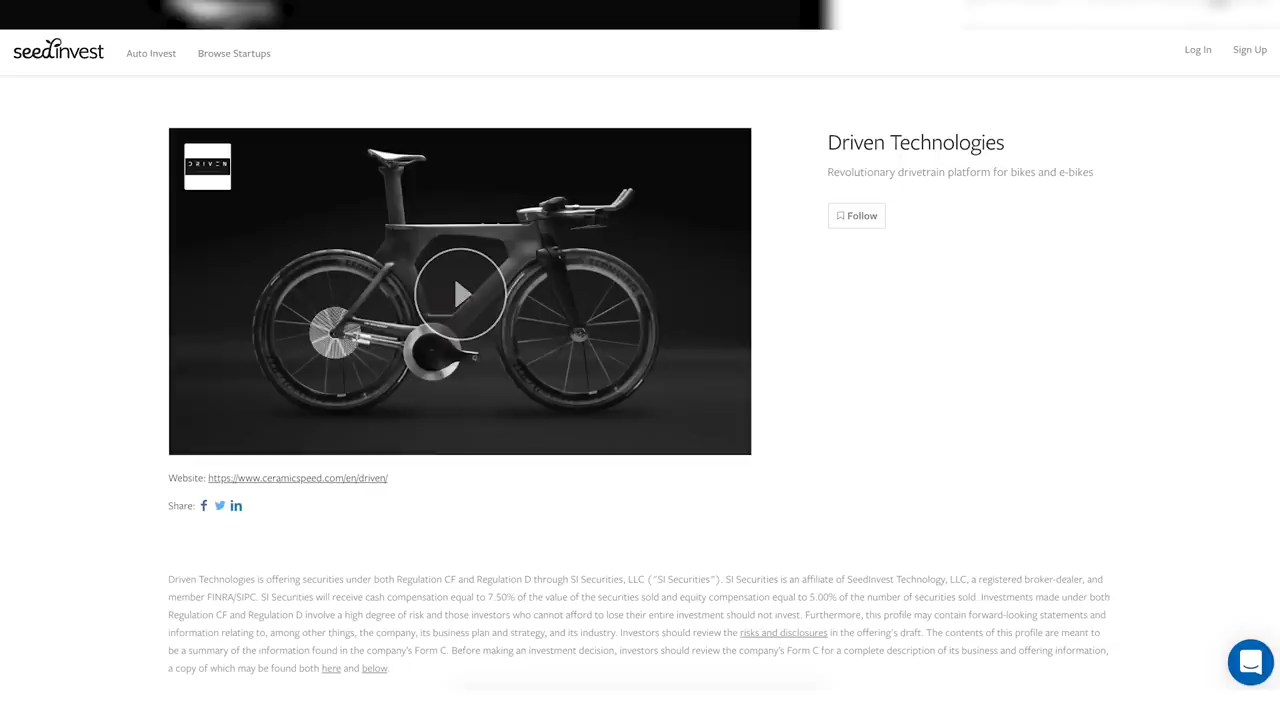 seedinvest
Auto Invest
Browse Startups
Log In
Sign Up
DRIVEN
Driven Technologies
Revolutionary drivetrain platform for bikes and e-bikes
Follow
Website: https://www.ceramicspeed.com/en/driven/
Share:
Driven Technologies is offering securities under both Regulation CF and Regulation D through SI Securities, LLC ("SI Securities"). SI Securities is an affiliate of SeedInvest Technology, LLC, a registered broker-dealer, and
member FINRA/SIPC. SI Securities will receive cash compensation equal to 7.50% of the value of the securities sold and equity compensation equal to 5.00% of the number of securities sold. Investments made under both
Regulation CF and Regulation D involve a high degree of risk and those investors who cannot afford to lose their entire investment should not invest. Furthermore, this profile may contain forward-looking statements and
information relating to, among other things, the company, its business plan and strategy, and its industry. Investors should review the risks and disclosures in the offering's draft. The contents of this profile are meant to
be a summary of the information found in the company's Form C. Before making an investment decision, investors should review the company's Form C for a complete description of its business and offering information,
a copy of which may be found both here and below.